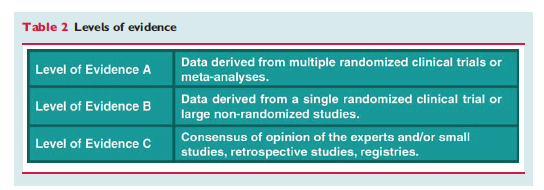 Table 2 Levels of evidence
Level of Evidence A
Data derived from multiple randomized clinical trials or
meta-analyses.
Level of Evidence B
Data derived from a single randomized clinical trial or
large non-randomized studies.
Level of Evidence C
Consensus of opinion of the experts and/or small
studies, retrospective studies, registries.